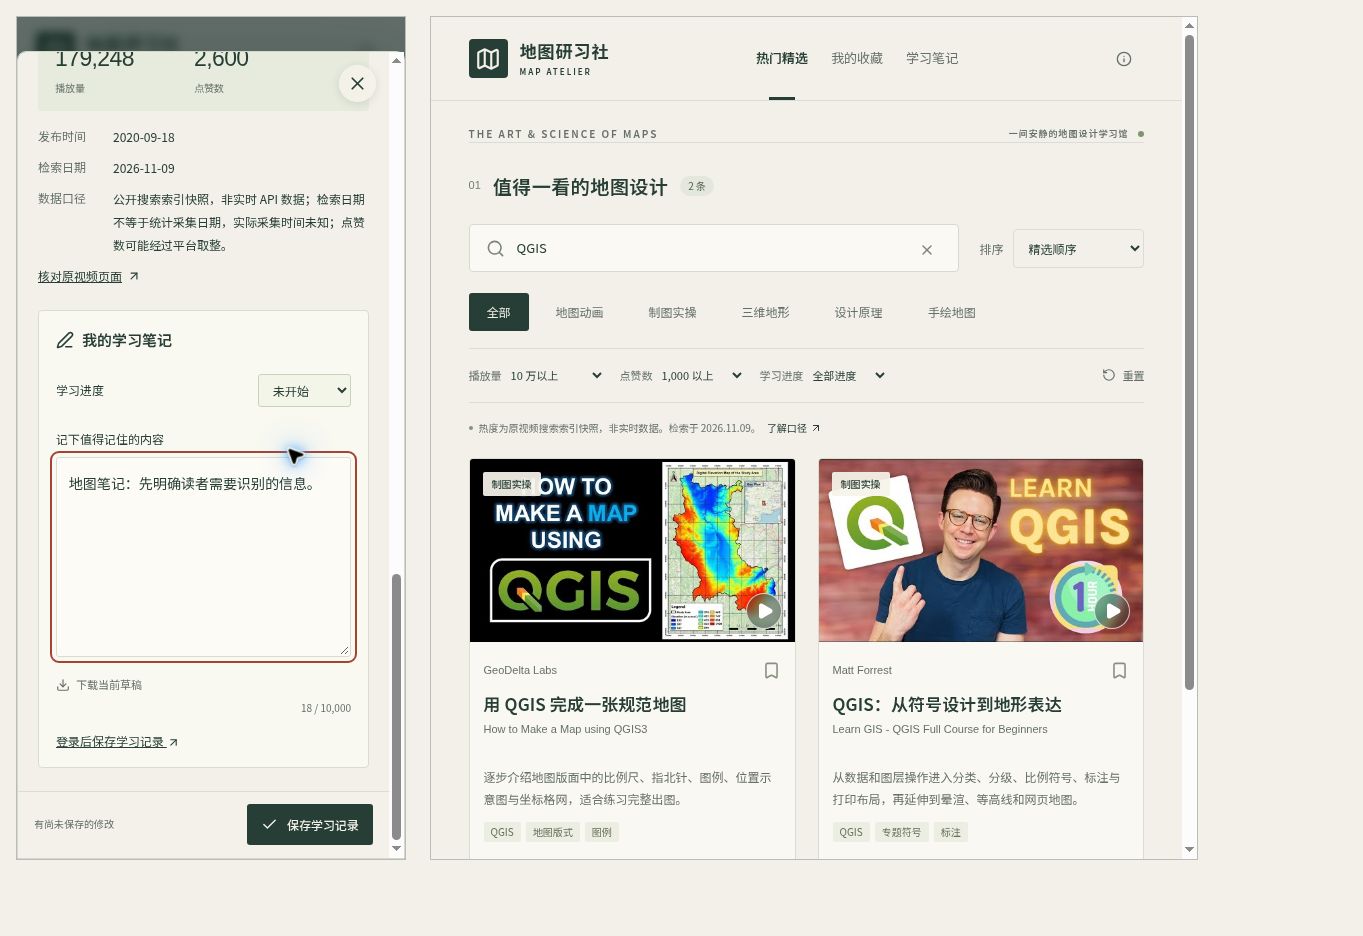 179,248
2,600
播放量
点赞数
发布时间
2020-09-18
检索日期
2026-11-09
数据口径
公开搜索索引快照，非实时 API 数据；检索日期
不等于统计采集日期，实际采集时间未知；点赞
数可能经过平台取整。
核对原视频页面
我的学习笔记
学习进度
未开始
记下值得记住的内容
地图笔记：先明确读者需要识别的信息。
下载当前草稿
18 / 10,000
登录后保存学习记录
有尚未保存的修改
保存学习记录
地图研习社
MAP ATELIER
热门精选
我的收藏
学习笔记
THE ART & SCIENCE OF MAPS
一间安静的地图设计学习馆
01
值得一看的地图设计
2 条
QGIS
排序
精选顺序
全部
地图动画
制图实操
三维地形
设计原理
手绘地图
播放量
10 万以上
点赞数
1,000 以上
学习进度
全部进度
重置
热度为原视频搜索索引快照，非实时数据。检索于 2026.11.09。
了解口径
制图实操
OW TO
MAKE A MAP
USING
QGIS
Legend
GeoDelta Labs
用 QGIS 完成一张规范地图
How to Make a Map using QGIS3
逐步介绍地图版面中的比例尺、指北针、图例、位置示
意图与坐标格网，适合练习完整出图。
QGIS
地图版式
图例
制图实操
LEARN
QGIS
1
HOUR
Matt Forrest
QGIS：从符号设计到地形表达
Learn GIS - QGIS Full Course for Beginners
从数据和图层操作进入分类、分级、比例符号、标注与
打印布局，再延伸到晕渲、等高线和网页地图。
QGIS
专题符号
标注